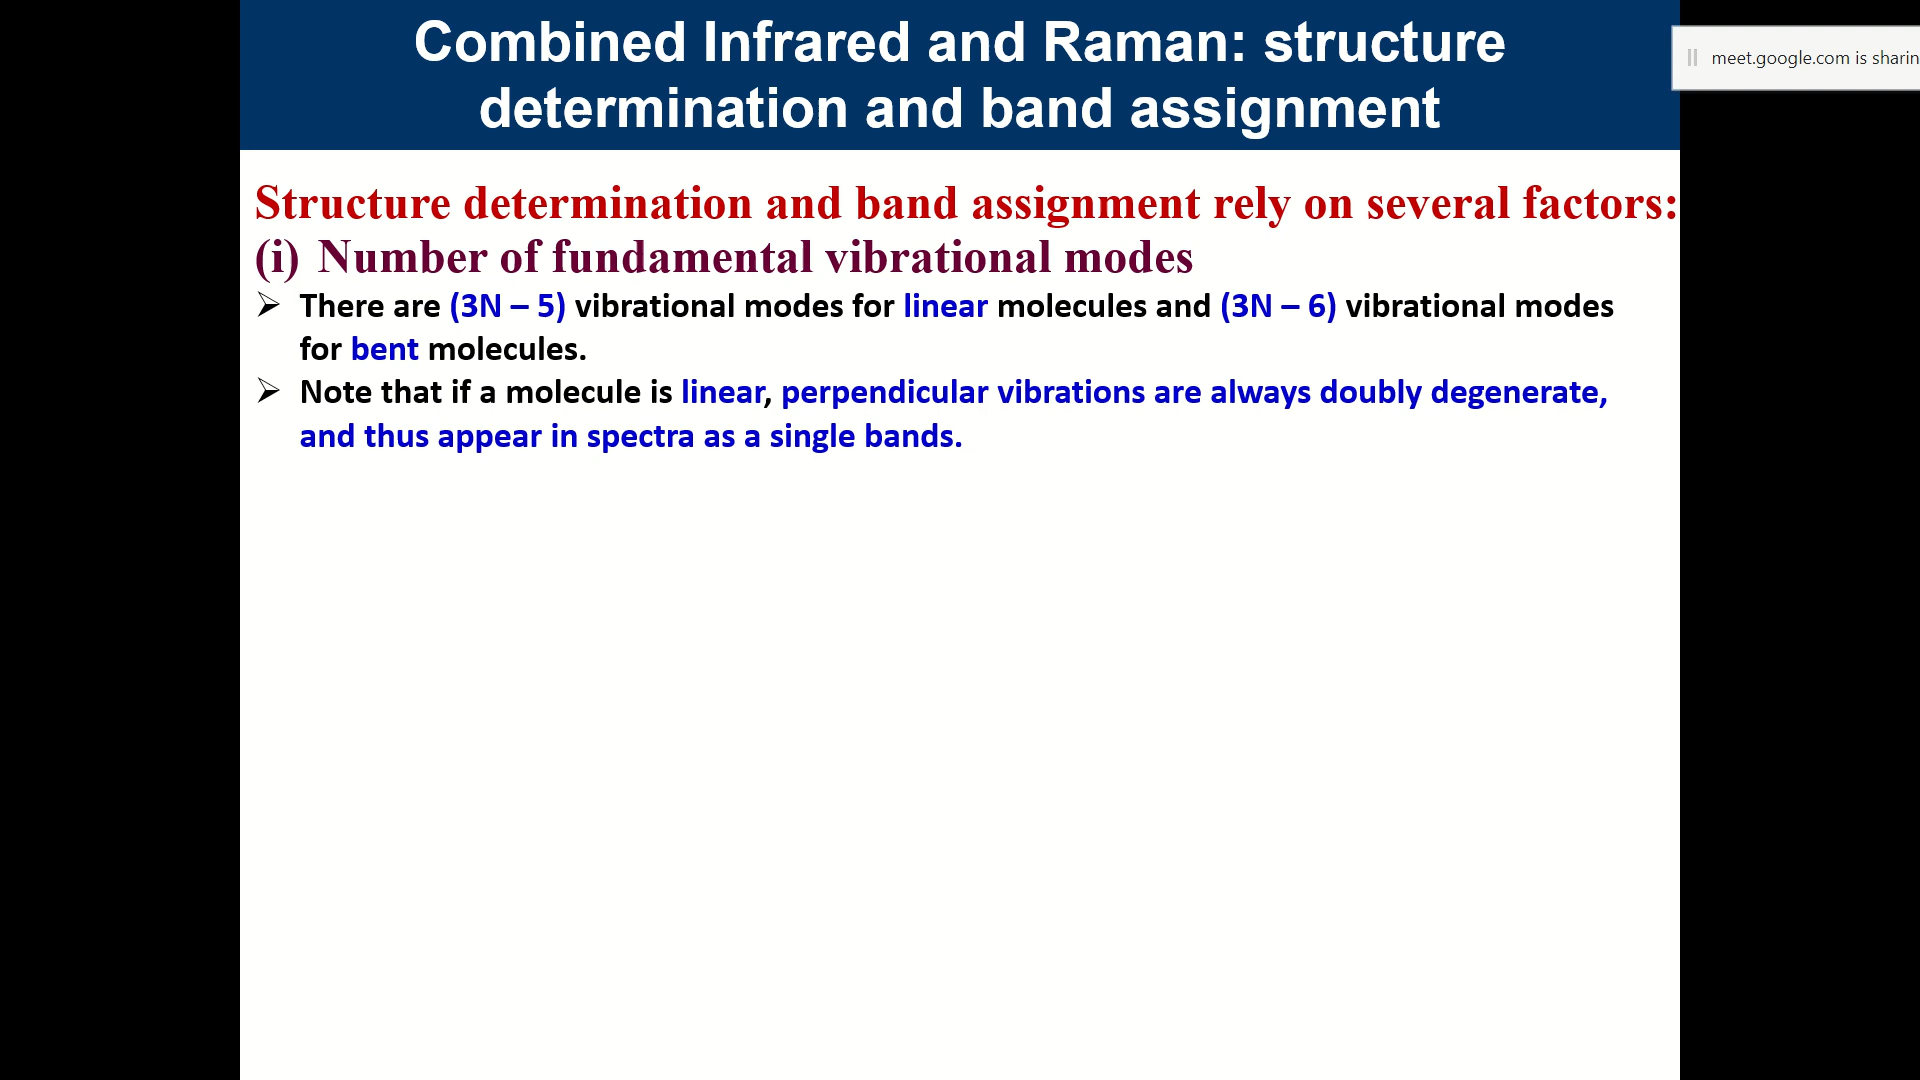 Combined Infrared and Raman: structure
determination and band assignment
meet.google.com is sharin
Structure determination and band assignment rely on several factors:
(i) Number of fundamental vibrational modes
➢ There are (3N – 5) vibrational modes for linear molecules and (3N – 6) vibrational modes
for bent molecules.
➢ Note that if a molecule is linear, perpendicular vibrations are always doubly degenerate,
and thus appear in spectra as a single bands.